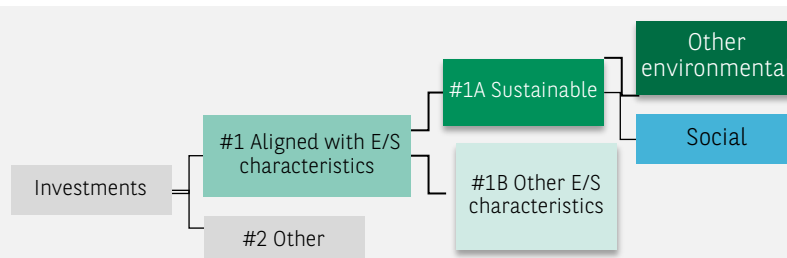 Other
environmenta
#1A Sustainable
Social
#1 Aligned with E/S
characteristics
#1B Other E/S
characteristics
Investments
#2 Other